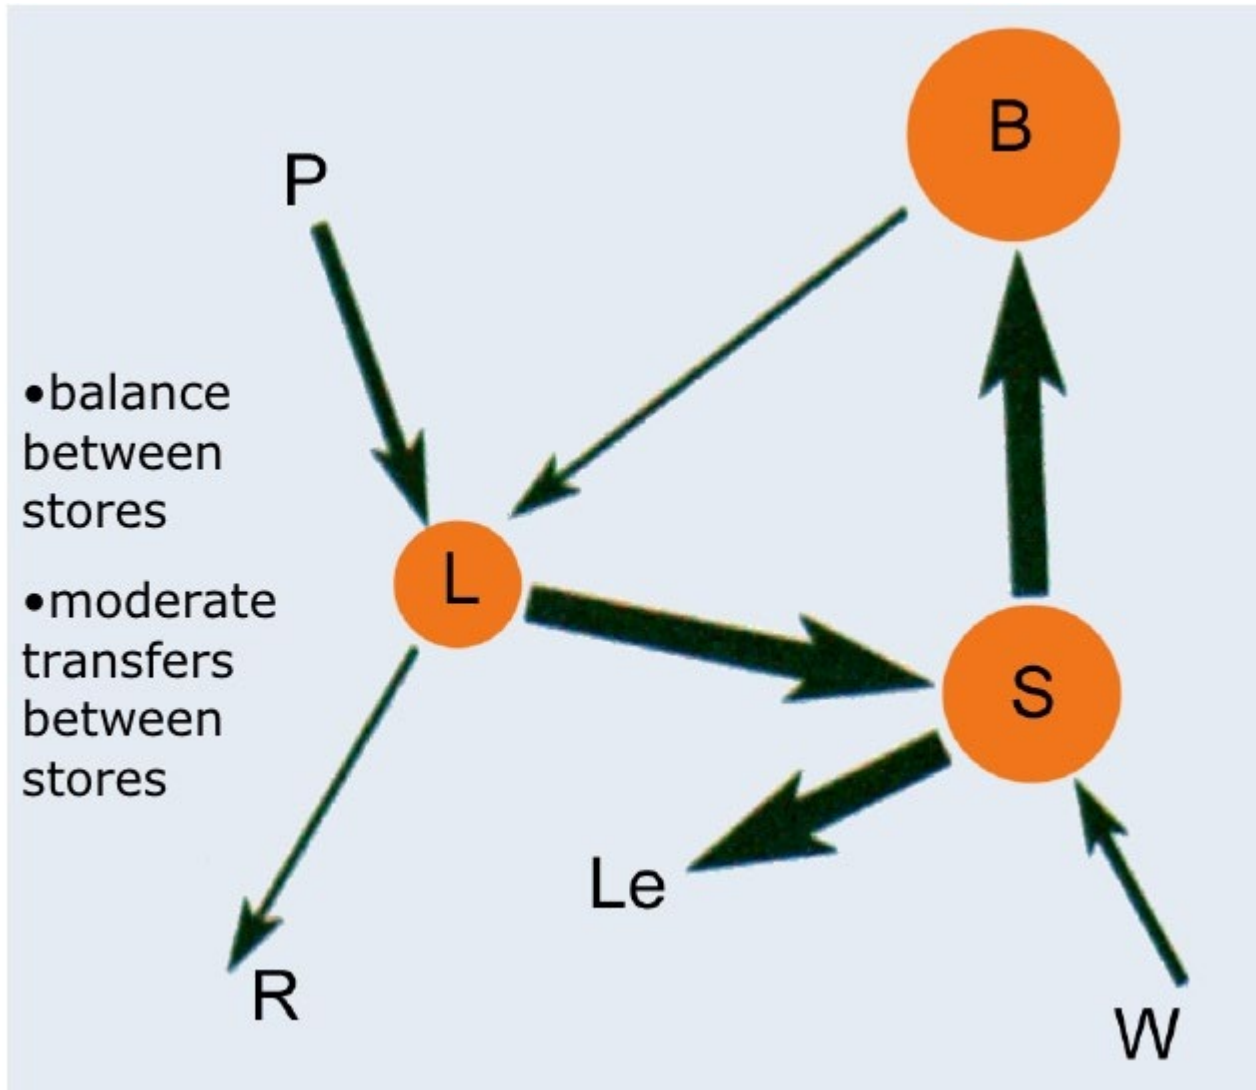 B
P
•balance
between
stores
L
•moderate
transfers
between
stores
S
Le
R
W